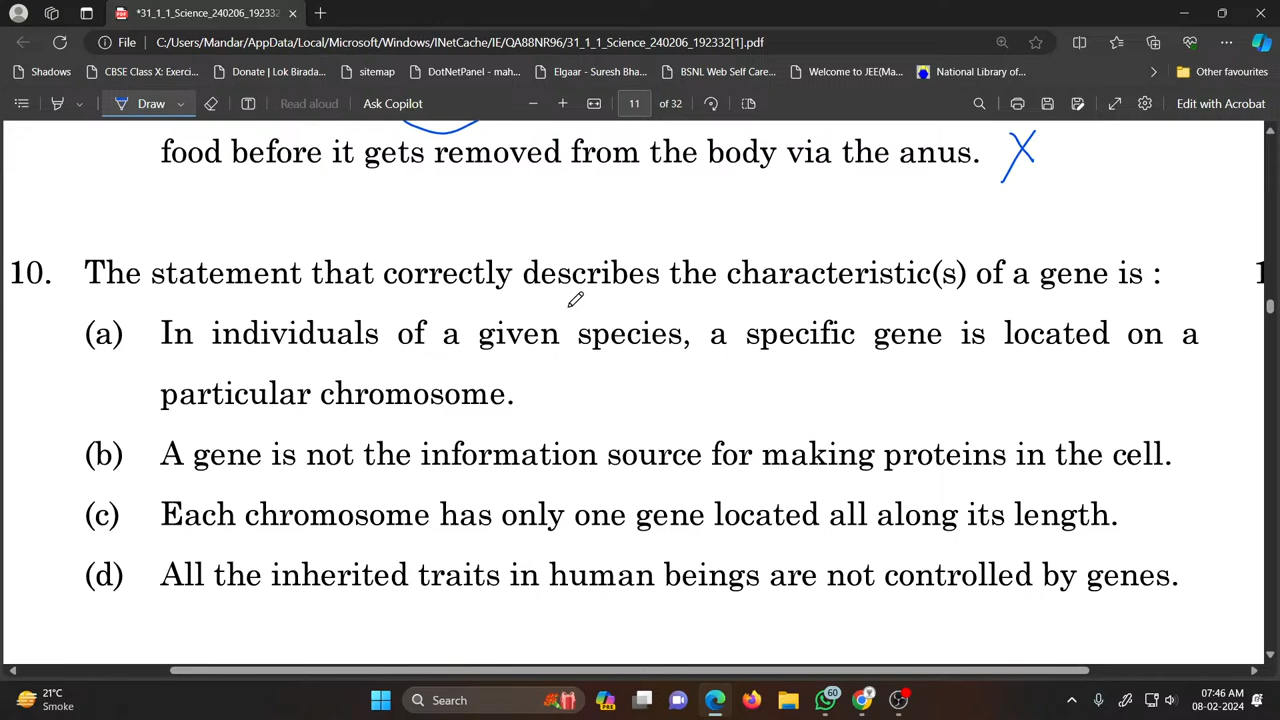 *31_1_1_Science_240206_192332
File C:/Users/Mandar/AppData/Local/Microsoft/Windows/INetCache/IE/QA88NR96/31_1_1_Science_240206_192332[1].pdf
Shadows CBSE Class X: Exerci... Donate | Lok Birada... sitemap DotNetPanel - mah... Elgaar - Suresh Bha... BSNL Web Self Care... Welcome to JEE(Ma... National Library of... Other favourites
Draw Read aloud Ask Copilot 11 of 32 Edit with Acrobat
food before it gets removed from the body via the anus. X
10. The statement that correctly describes the characteristic(s) of a gene is : 1
(a) In individuals of a given species, a specific gene is located on a
particular chromosome.
(b) A gene is not the information source for making proteins in the cell.
(c) Each chromosome has only one gene located all along its length.
(d) All the inherited traits in human beings are not controlled by genes.
21°C
Smoke
Search
PRE
60
07:46 AM
08-02-2024